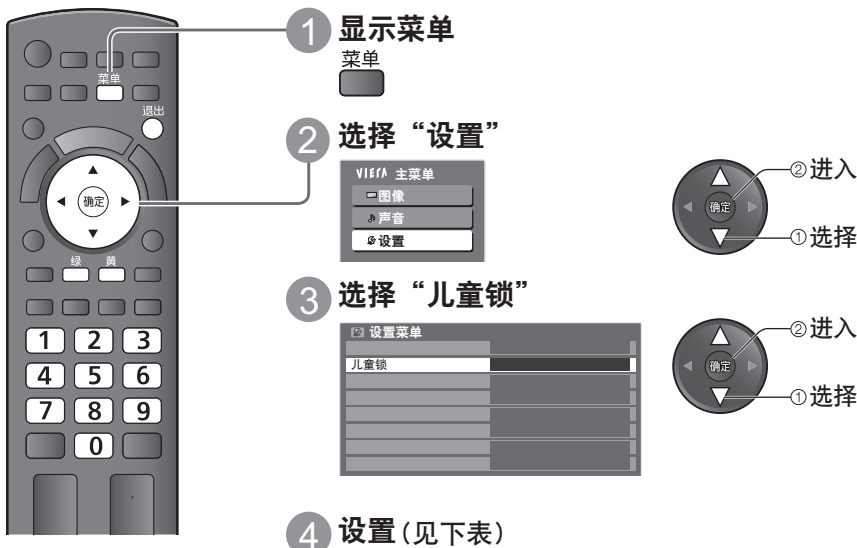 菜单
退出
确定
绿 黄
1 2 3
4 5 6
7 8 9
0
1 显示菜单
菜单
2 选择“设置”
VIERA 主菜单
图像
声音
设置
确定
②进入
①选择
3 选择“儿童锁”
设置菜单
儿童锁
确定
②进入
①选择
4 设置(见下表)